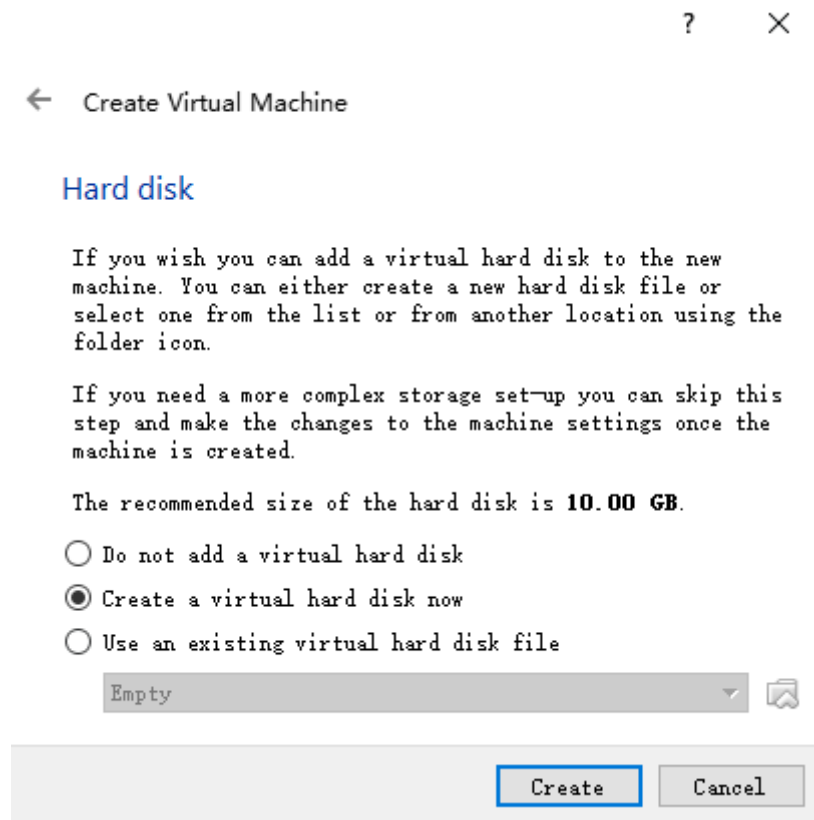 ?
Create Virtual Machine
Hard disk
If you wish you can add a virtual hard disk to the new
machine. You can either create a new hard disk file or
select one from the list or from another location using the
folder icon.
If you need a more complex storage set-up you can skip this
step and make the changes to the machine settings once the
machine is created.
The recommended size of the hard disk is 10.00 GB.
Do not add a virtual hard disk
Create a virtual hard disk now
Use an existing virtual hard disk file
Empty
Create Cancel